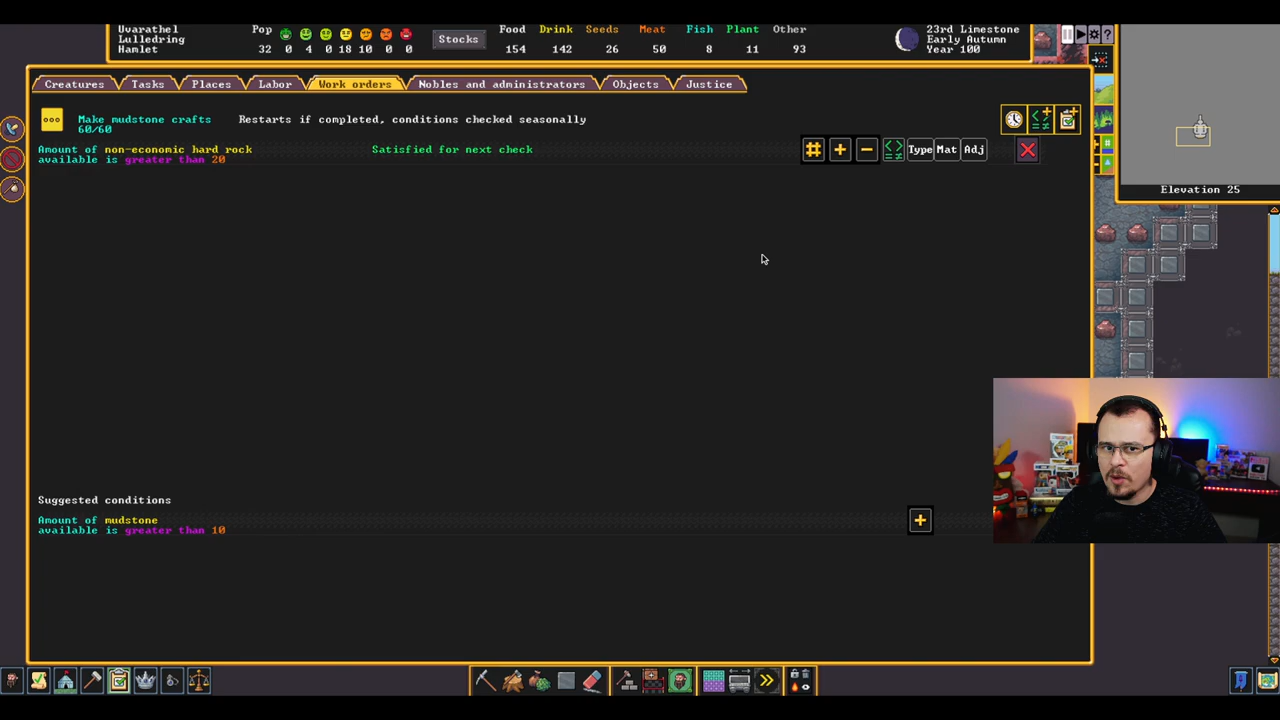 Uvarathel
Lulledring
Hamlet
Pop
32 0 4 0 18 10 0 0
Stocks
Food Drink Seeds Meat Fish Plant Other
154 142 26 50 8 11 93
23rd Limestone
Early Autumn
Year 100
Elevation 25
Creatures Tasks Places Labor Work orders Nobles and administrators Objects Justice
Make mudstone crafts Restarts if completed, conditions checked seasonally
60/60
Amount of non-economic hard rock Satisfied for next check
available is greater than 20
Type Mat Adj
Suggested conditions
Amount of mudstone
available is greater than 10